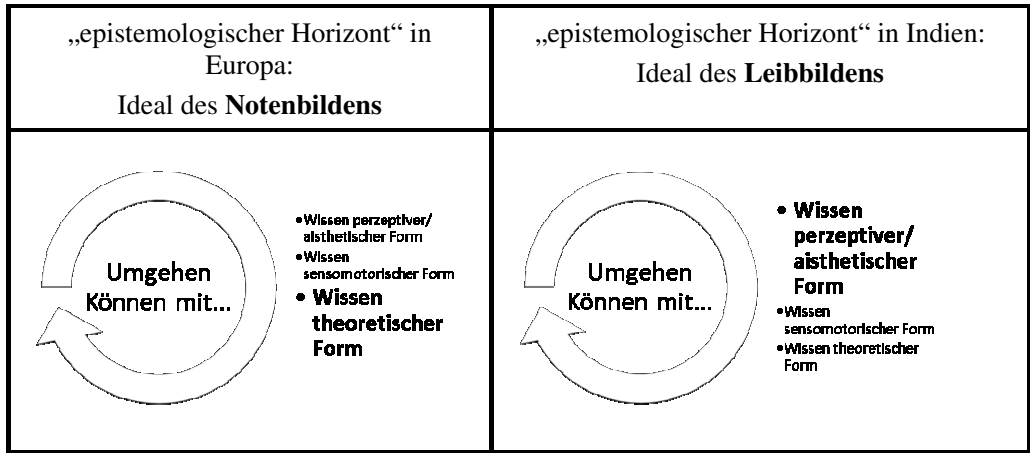 „epistemologischer Horizont“ in
Europa:
Ideal des Notenbildens
„epistemologischer Horizont“ in Indien:
Ideal des Leibbildens
Umgehen
Können mit...
•Wissen perzeptiver/
aisthetischer Form
•Wissen
sensomotorischer Form
• Wissen
theoretischer
Form
Umgehen
Können mit...
• Wissen
perzeptiver/
aisthetischer
Form
•Wissen
sensomotorischer Form
•Wissen theoretischer
Form